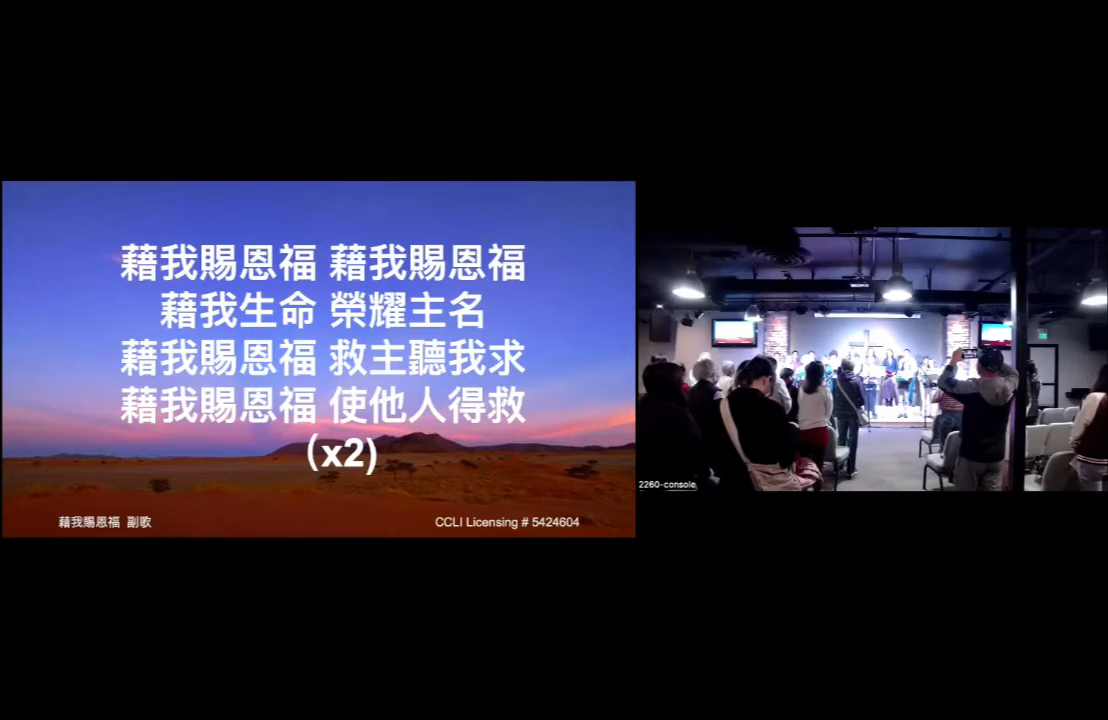 藉我賜恩福 藉我賜恩福
藉我生命 榮耀主名
藉我賜恩福 救主聽我求
藉我賜恩福 使他人得救
(x2)
藉我賜恩福 副歌
CCLI Licensing # 5424604
2260-console